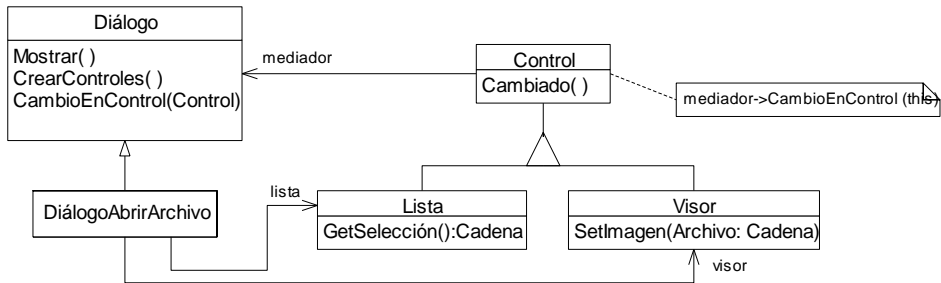 Diálogo
Mostrar( )
CrearControles( )
CambioEnControl(Control)
mediador
Control
Cambiado( )
mediador->CambioEnControl (this)
DiálogoAbrirArchivo
lista
Lista
GetSelección():Cadena
Visor
SetImagen(Archivo: Cadena)
visor